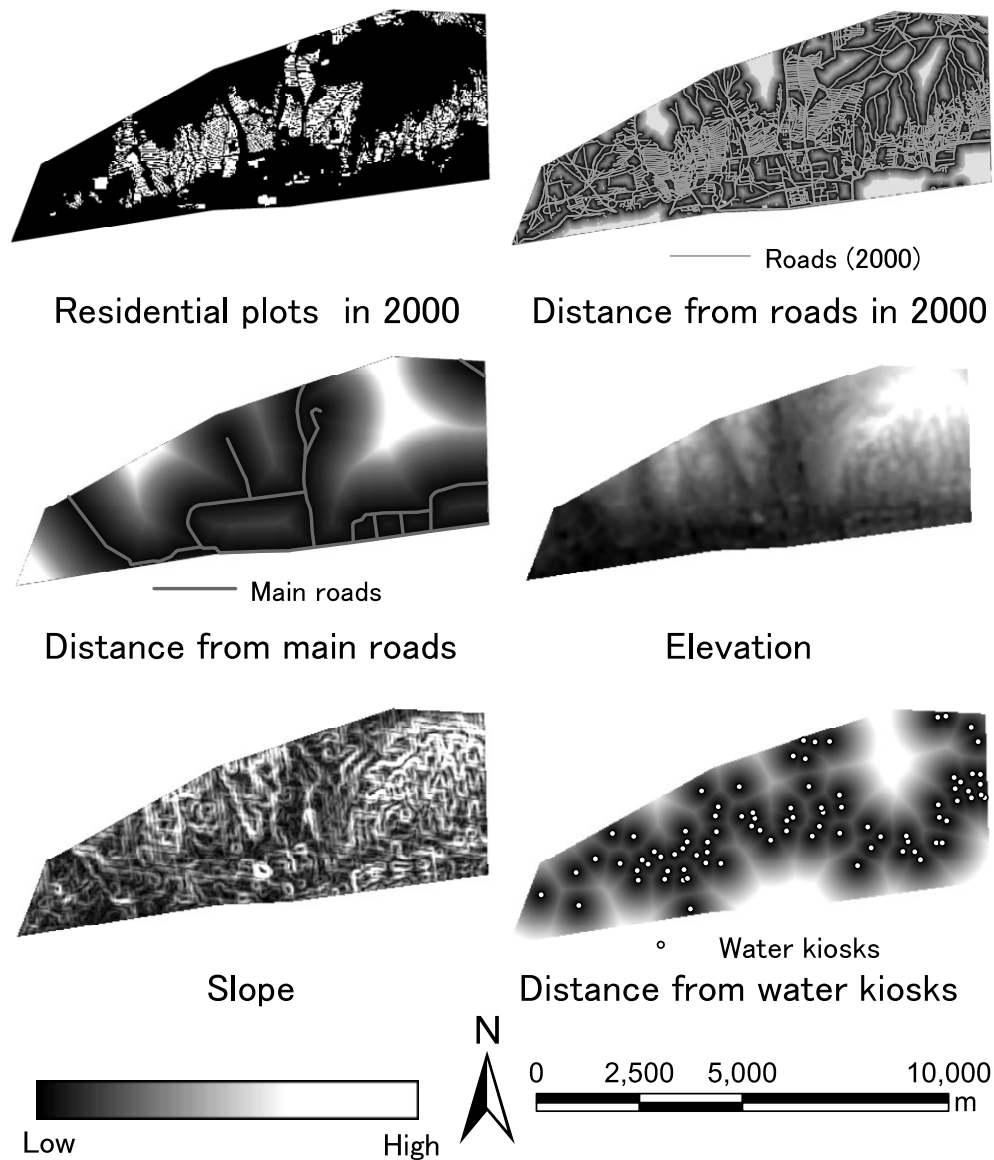 Roads (2000)
Residential plots in 2000
Distance from roads in 2000
Main roads
Distance from main roads
Elevation
Water kiosks
Slope
Distance from water kiosks
N
0 2,500 5,000 10,000
m
Low High